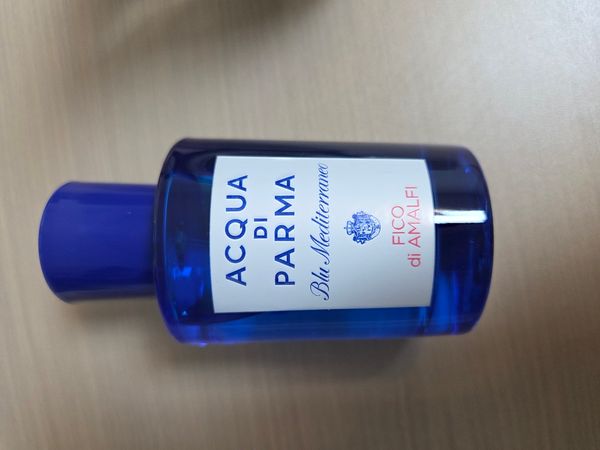 ACQUA
DI
PARMA
Blu Mediterraneo
FICO
di AMALFI